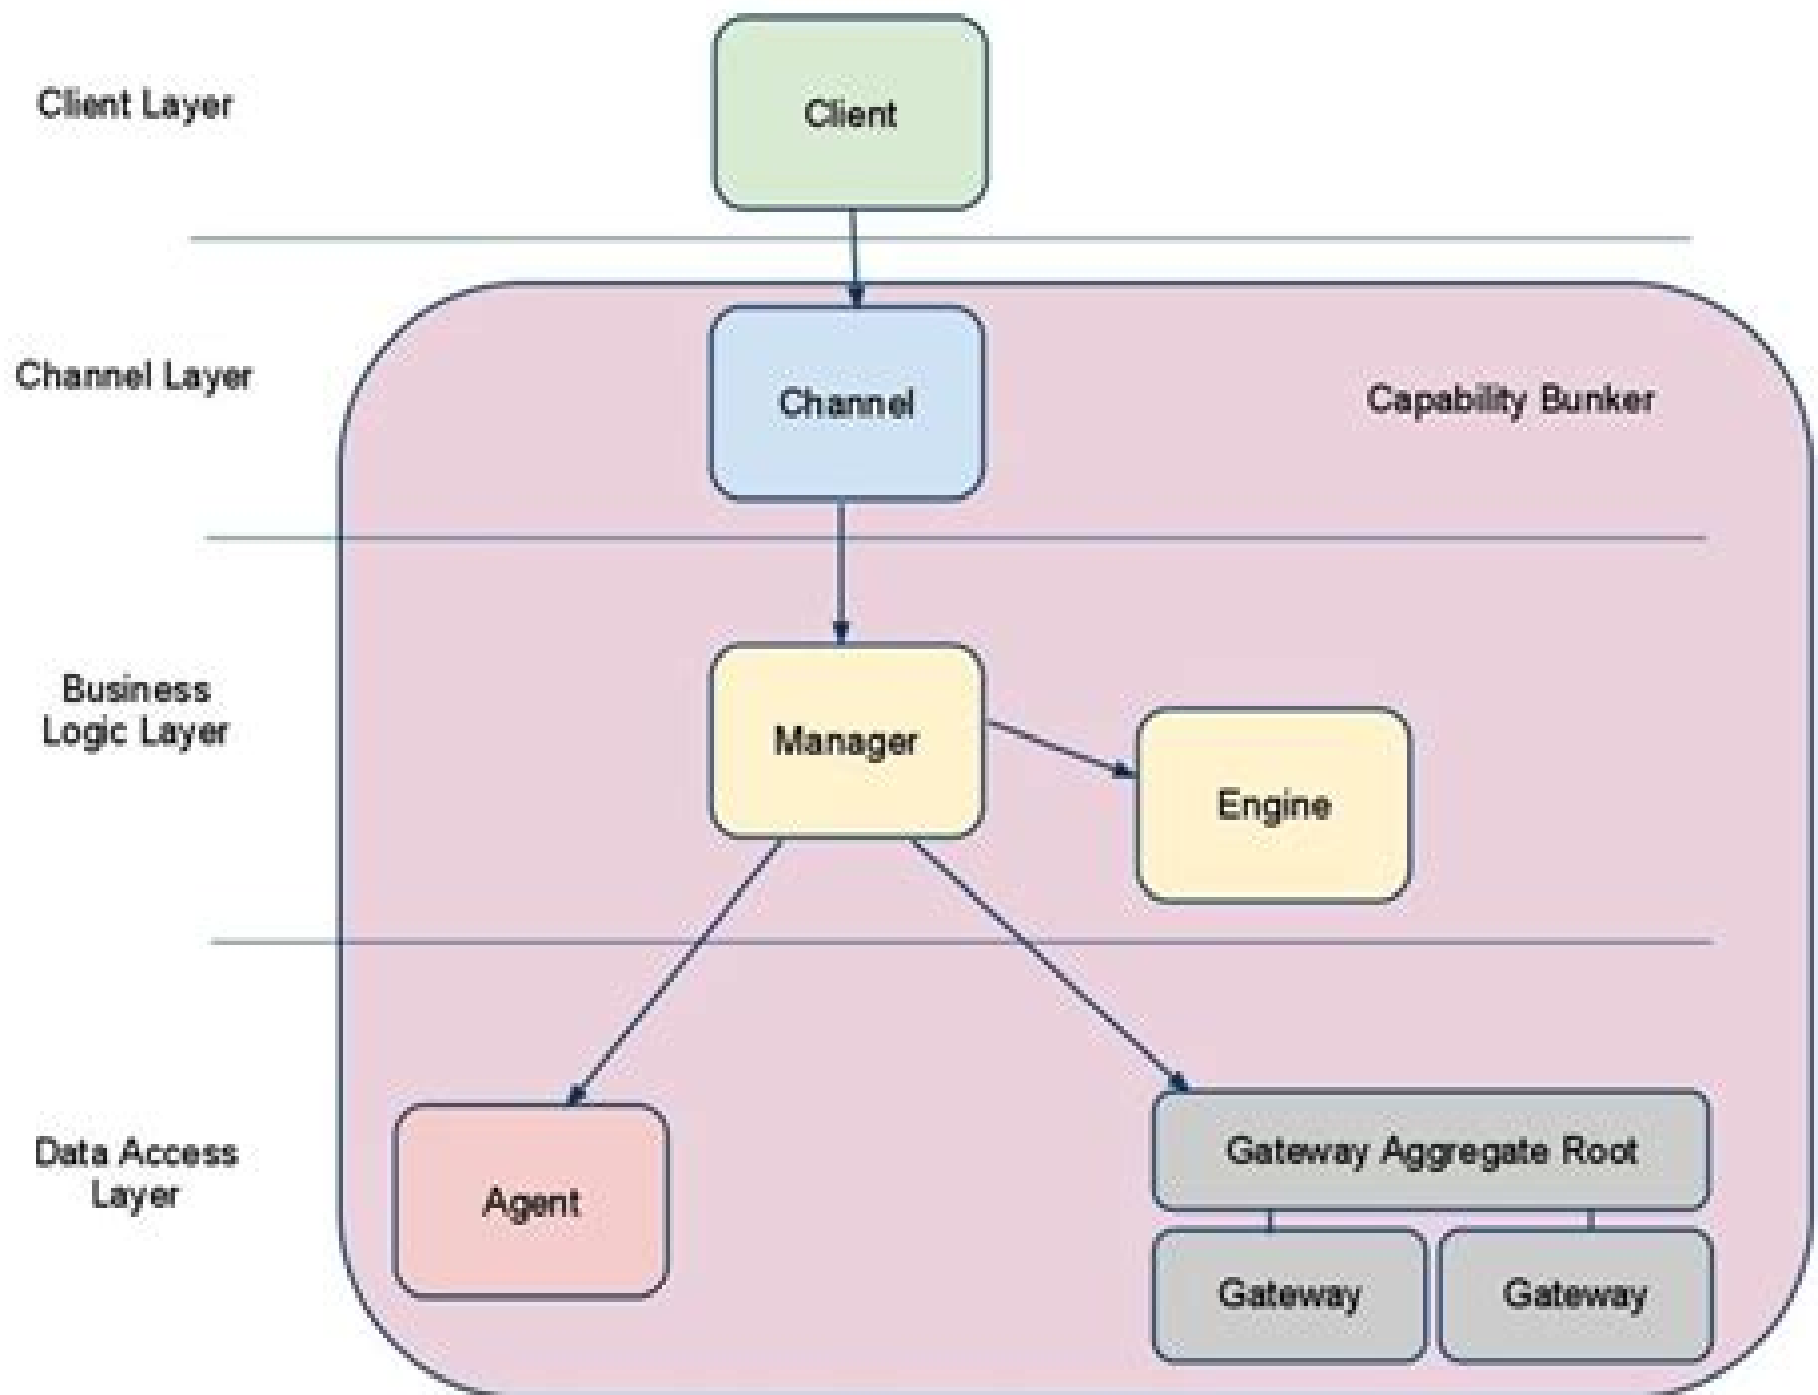 Client Layer
Client
Channel Layer
Channel
Capability Bunker
Business
Logic Layer
Manager
Engine
Data Access
Layer
Agent
Gateway Aggregate Root
Gateway
Gateway